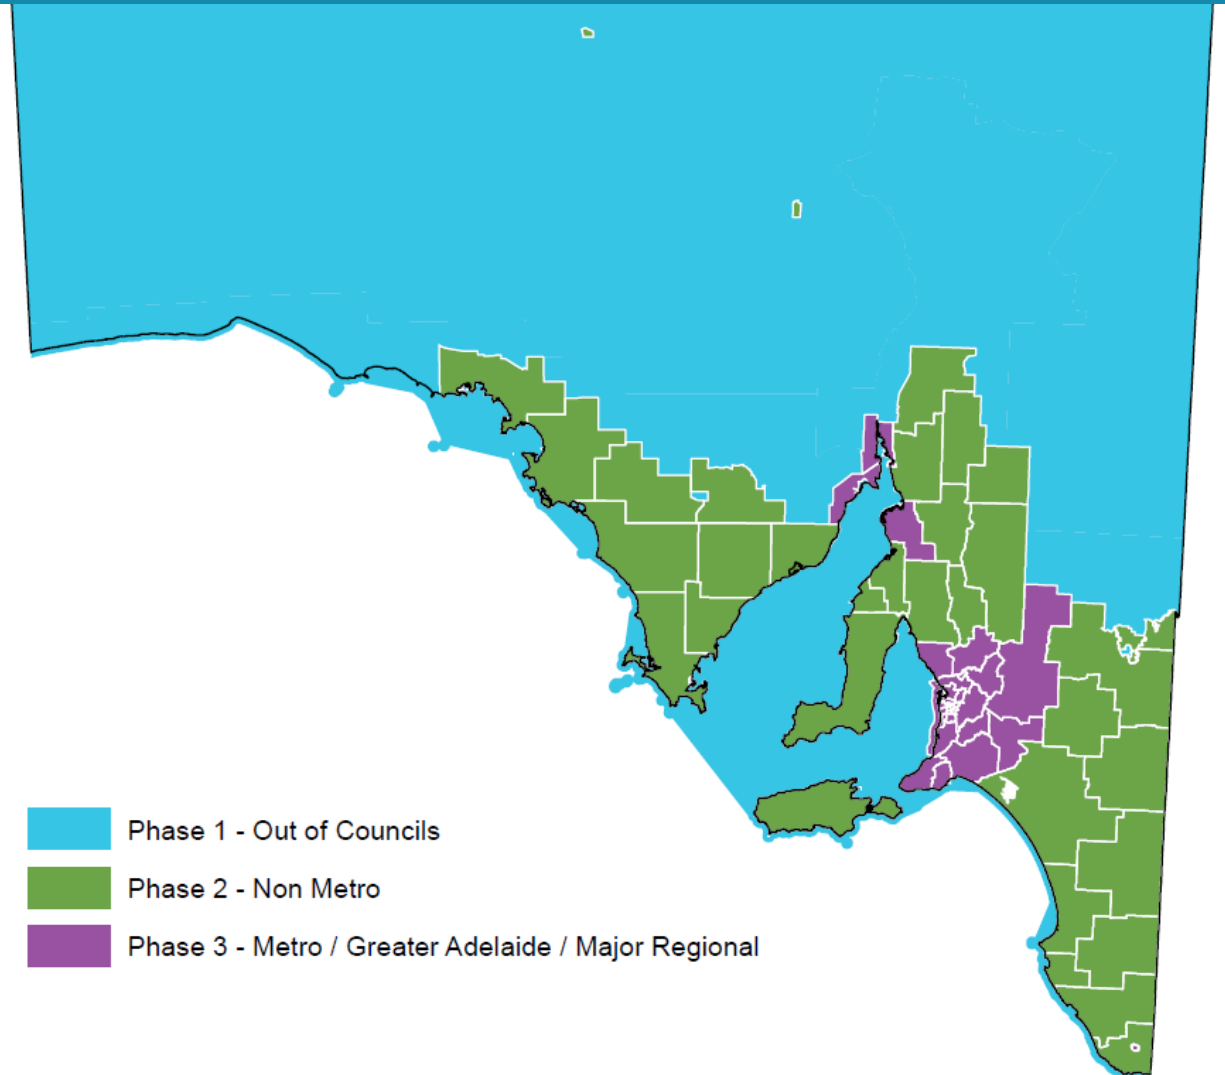 Phase 1 - Out of Councils
Phase 2 - Non Metro
Phase 3 - Metro / Greater Adelaide / Major Regional